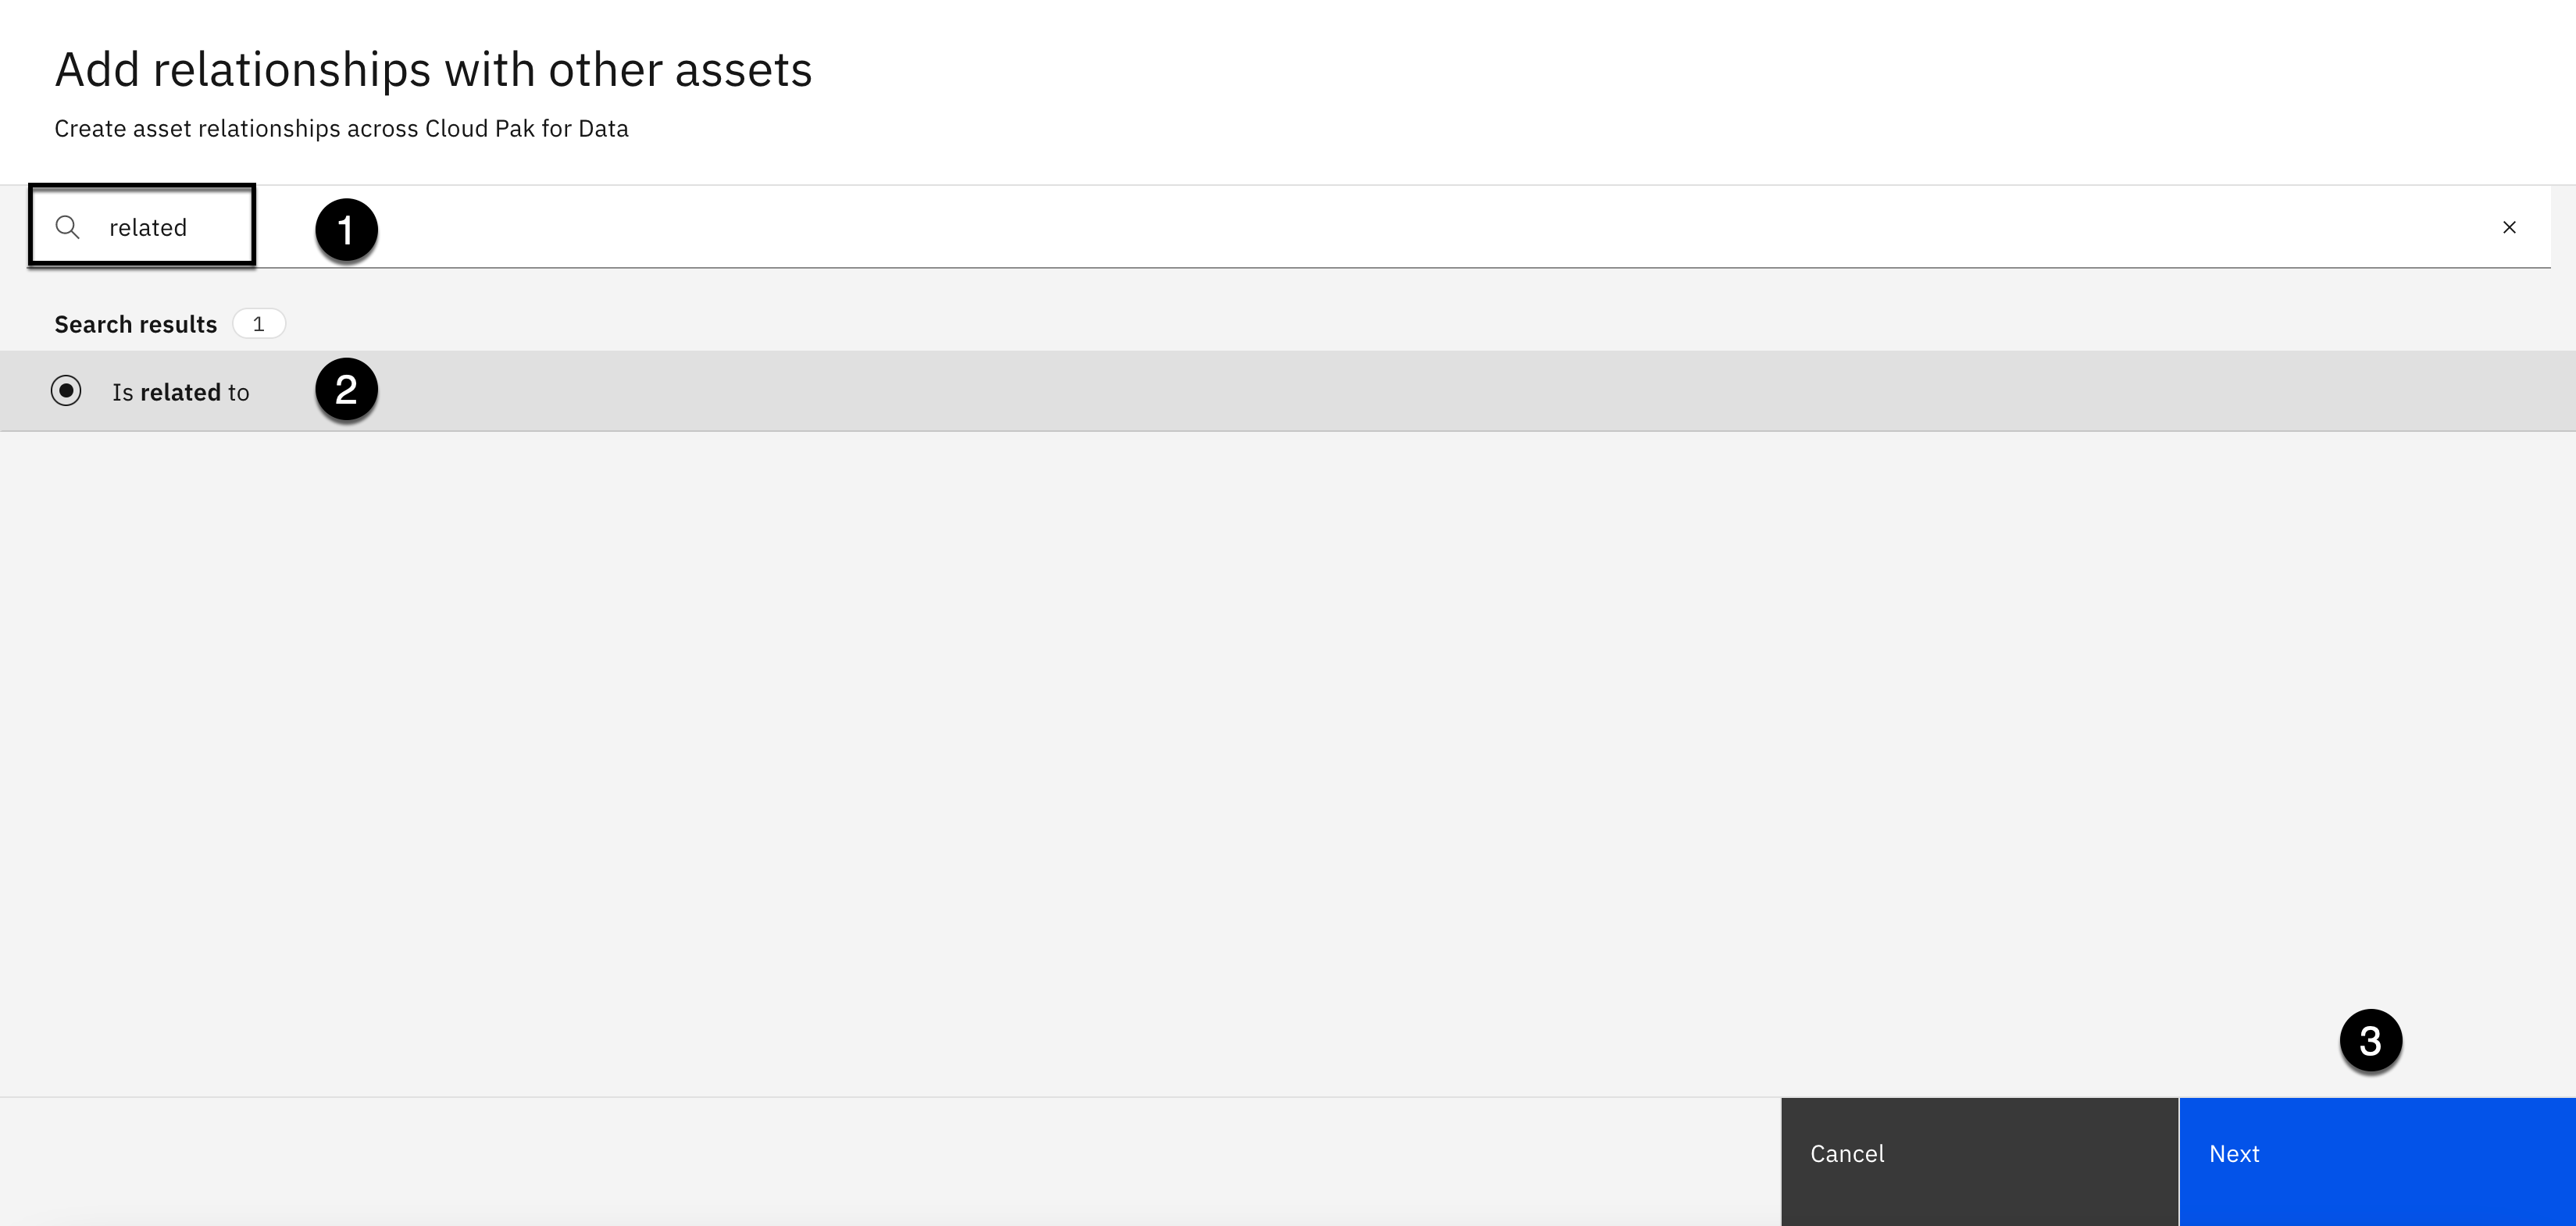 Add relationships with other assets
Create asset relationships across Cloud Pak for Data
related
1
Search results 1
Is related to
2
3
Cancel
Next